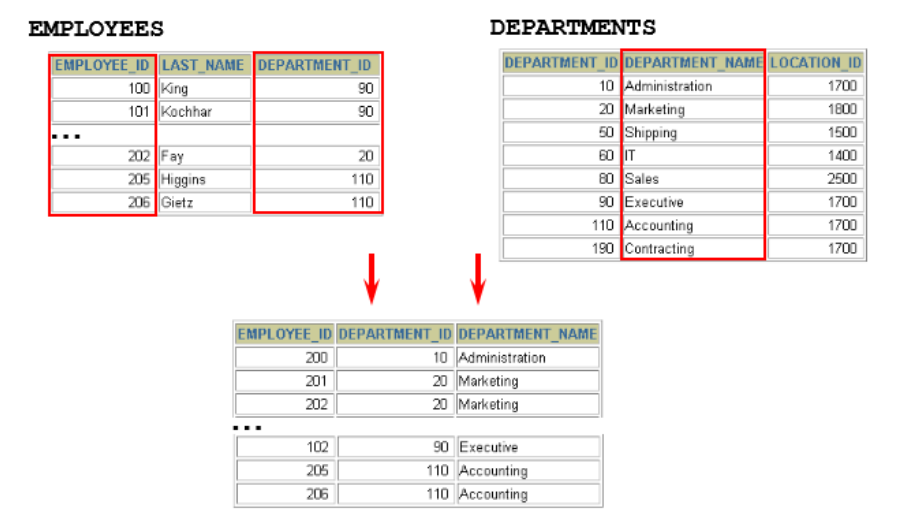 EMPLOYEES
EMPLOYEE_ID LAST_NAME DEPARTMENT_ID
100 King 90
101 Kochhar 90
...
202 Fay 20
205 Higgins 110
206 Gietz 110
DEPARTMENTS
DEPARTMENT_ID DEPARTMENT_NAME LOCATION_ID
10 Administration 1700
20 Marketing 1800
50 Shipping 1500
60 IT 1400
80 Sales 2500
90 Executive 1700
110 Accounting 1700
190 Contracting 1700
EMPLOYEE_ID DEPARTMENT_ID DEPARTMENT_NAME
200 10 Administration
201 20 Marketing
202 20 Marketing
...
102 90 Executive
205 110 Accounting
206 110 Accounting